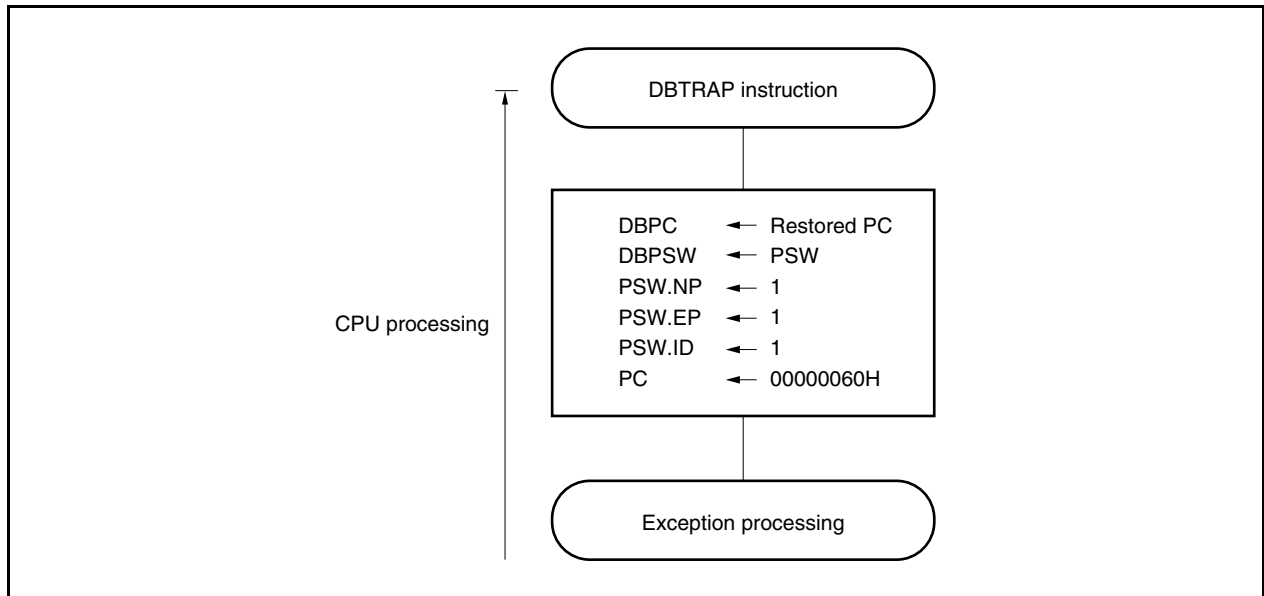 DBTRAP instruction
DBPC ← Restored PC
DBPSW ← PSW
PSW.NP ← 1
PSW.EP ← 1
PSW.ID ← 1
PC ← 00000060H
CPU processing
Exception processing